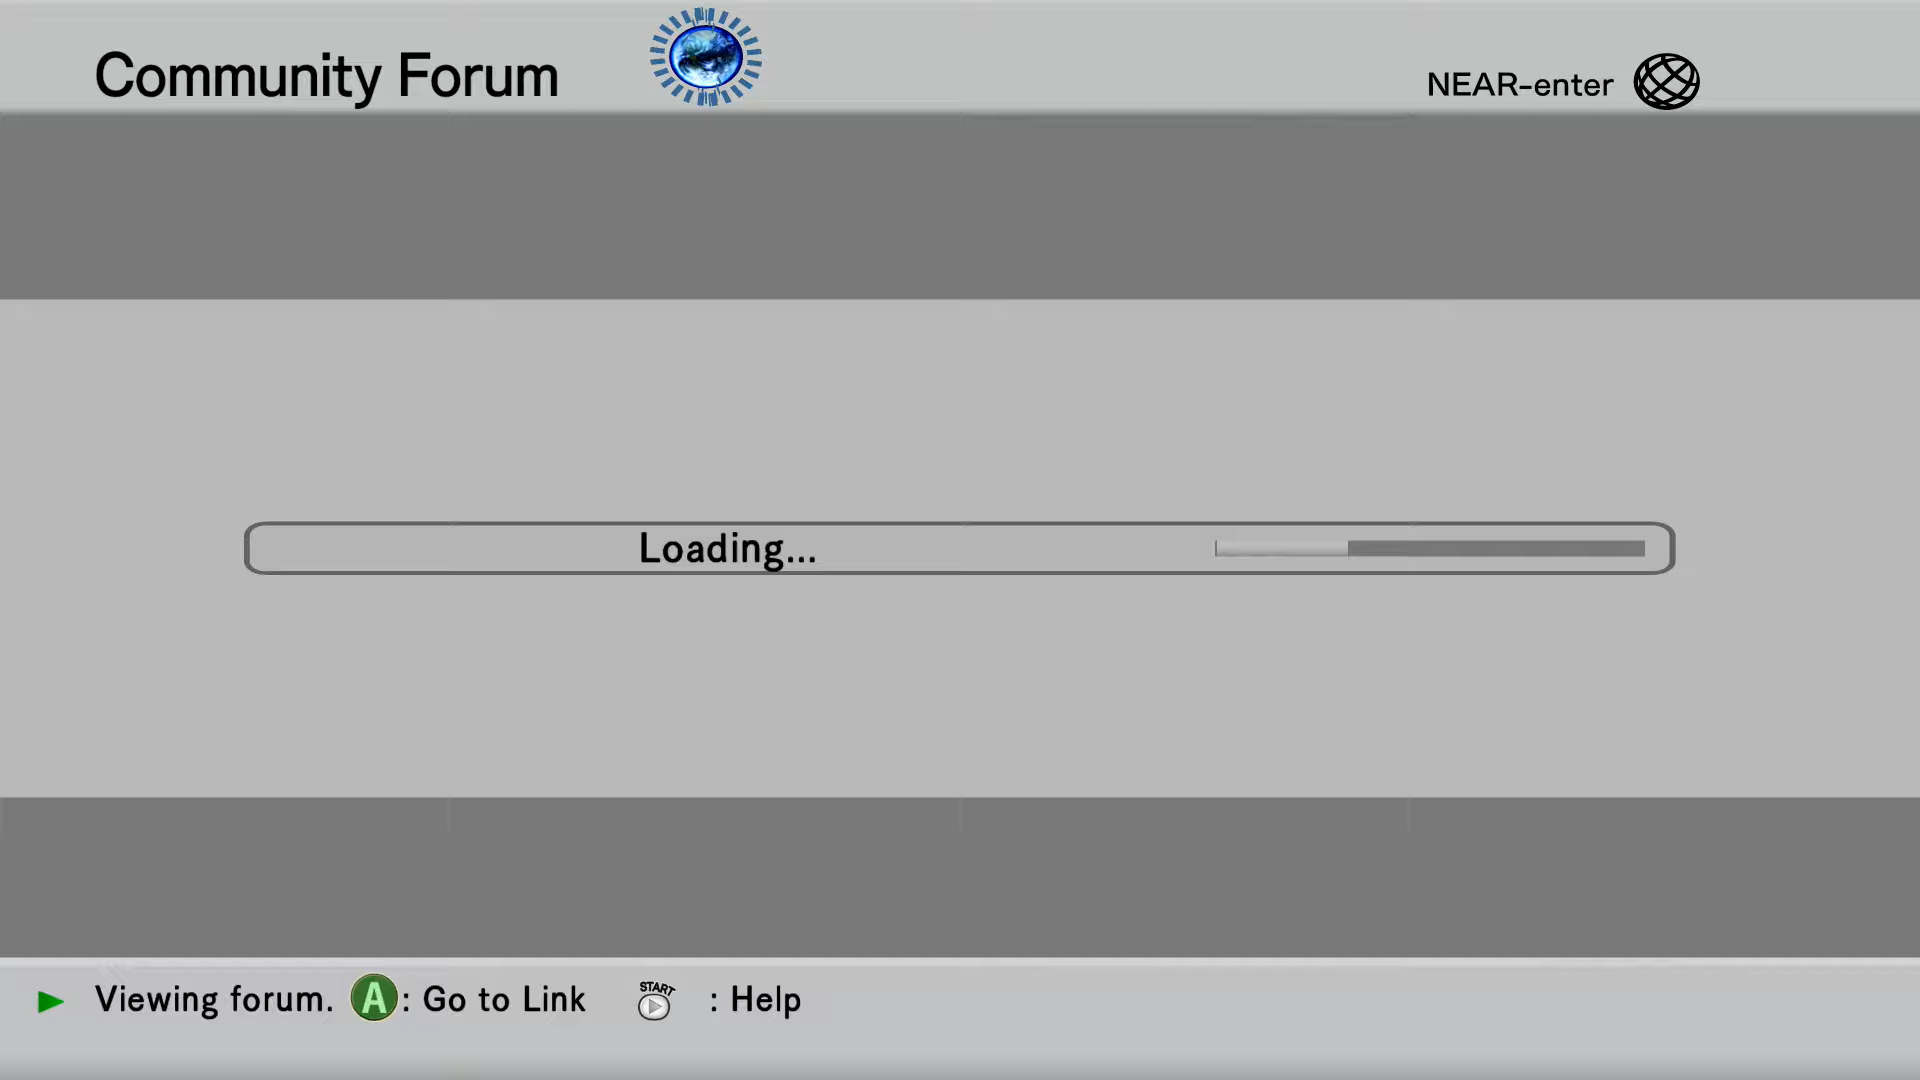 Community Forum
NEAR-enter
Loading...
Viewing forum. A : Go to Link START : Help